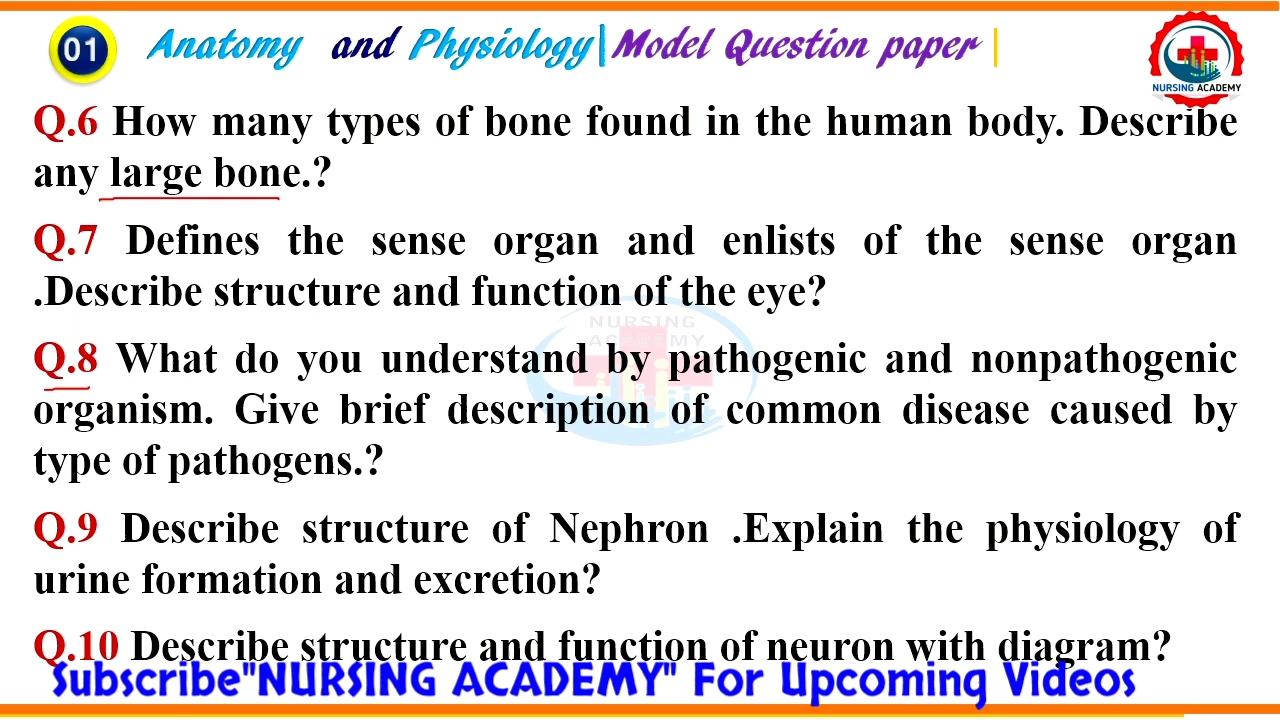 01 Anatomy and Physiology|Model Question paper |
NURSING ACADEMY
Q.6 How many types of bone found in the human body. Describe
any large bone.?
Q.7 Defines the sense organ and enlists of the sense organ
.Describe structure and function of the eye?
NURSING
ACADEMY
Q.8 What do you understand by pathogenic and nonpathogenic
organism. Give brief description of common disease caused by
type of pathogens.?
Q.9 Describe structure of Nephron .Explain the physiology of
urine formation and excretion?
Q.10 Describe structure and function of neuron with diagram?
Subscribe"NURSING ACADEMY" For Upcoming Videos